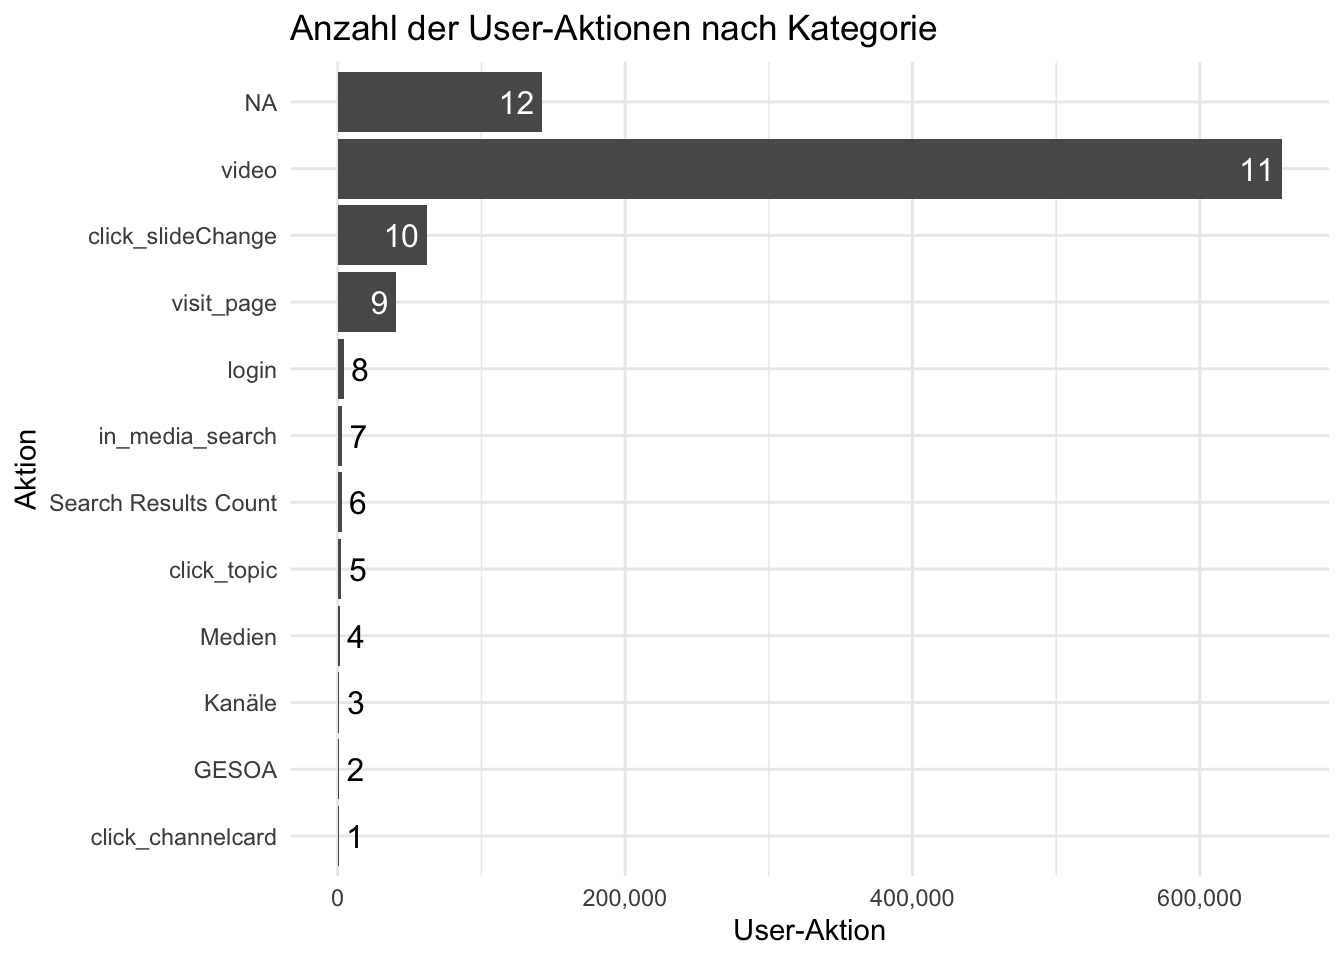 Anzahl der User-Aktionen nach Kategorie
NA 12
video 11
click_slideChange 10
visit_page 9
login 8
in_media_search 7
Search Results Count 6
click_topic 5
Medien 4
Kanäle 3
GESOA 2
click_channelcard 1
Aktion
0 200,000 400,000 600,000
User-Aktion